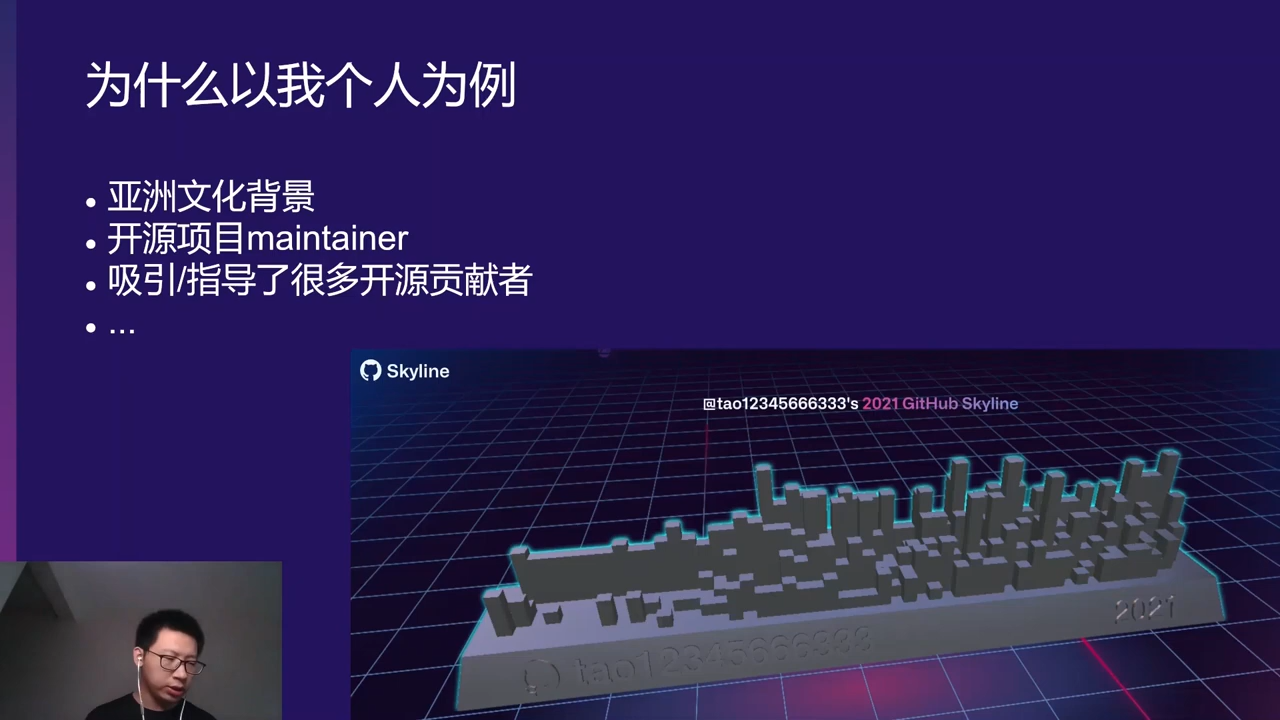 为什么以我个人为例
• 亚洲文化背景
• 开源项目maintainer
• 吸引/指导了很多开源贡献者
• ...
Skyline
@tao12345666333's 2021 GitHub Skyline
2021
tao12345666333